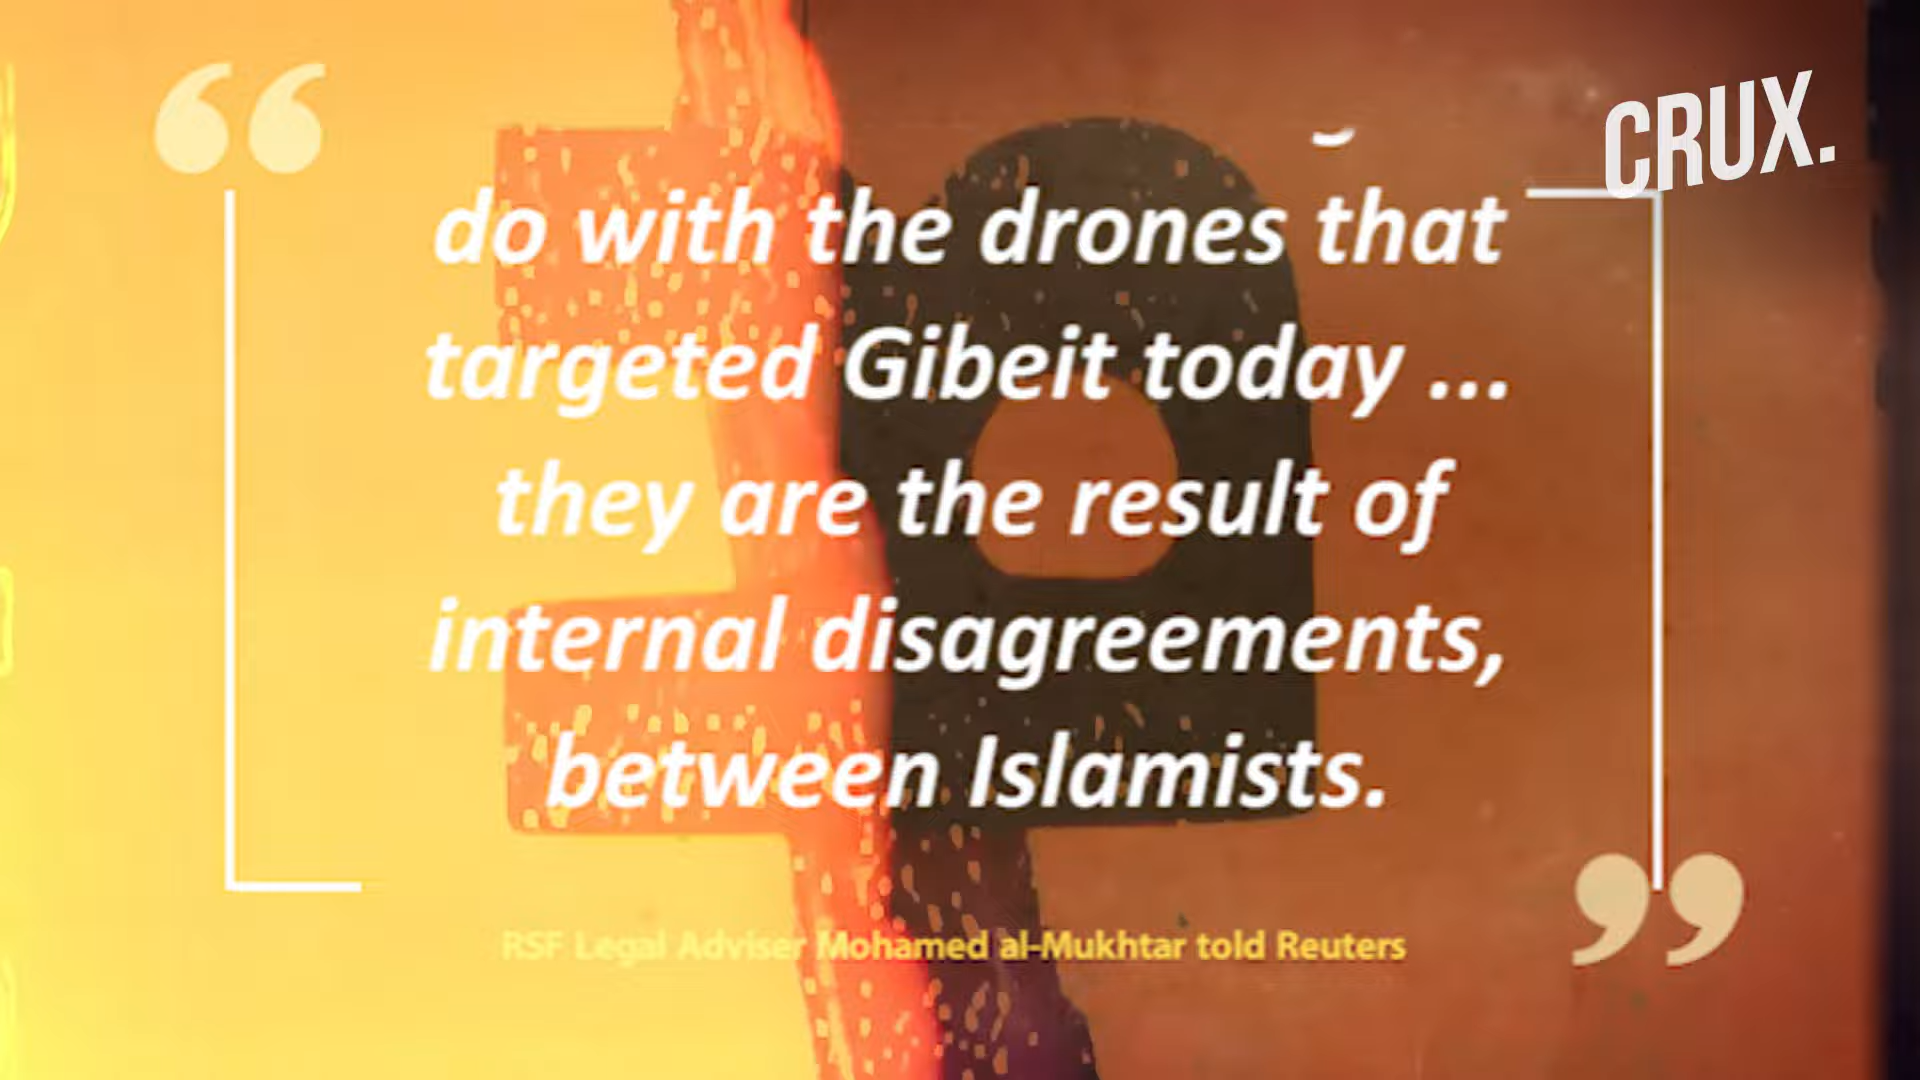 CRUX.
do with the drones that
targeted Gibeit today ...
they are the result of
internal disagreements,
between Islamists.
RSF Legal Adviser Mohamed al-Mukhtar told Reuters